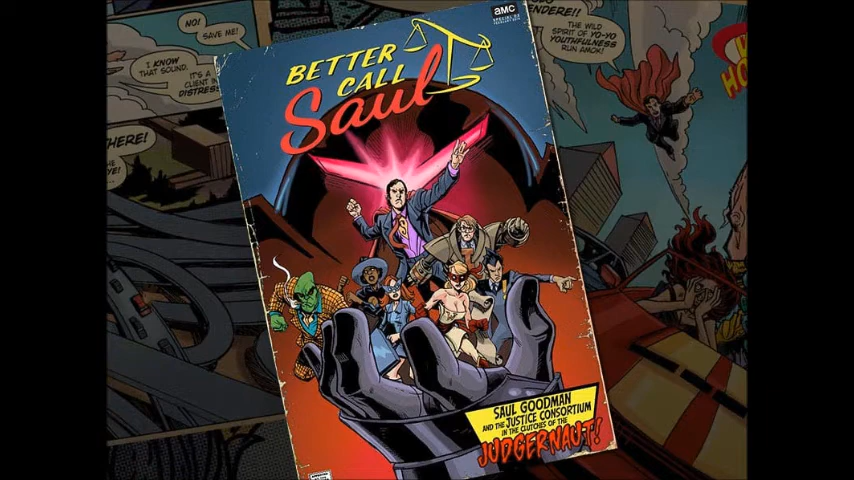 NO!
SAVE ME!
I KNOW
THAT SOUND.
IT'S A
CLIENT IN
DISTRESS
HERE!
THE WILD
SPIRIT OF YO-YO
YOUTHFULNESS
RUN AMOK!
amc
BETTER
CALL
Saul
SAUL GOODMAN
AND THE JUSTICE CONSORTIUM
IN THE CLUTCHES OF THE
JUDGERNAUT!